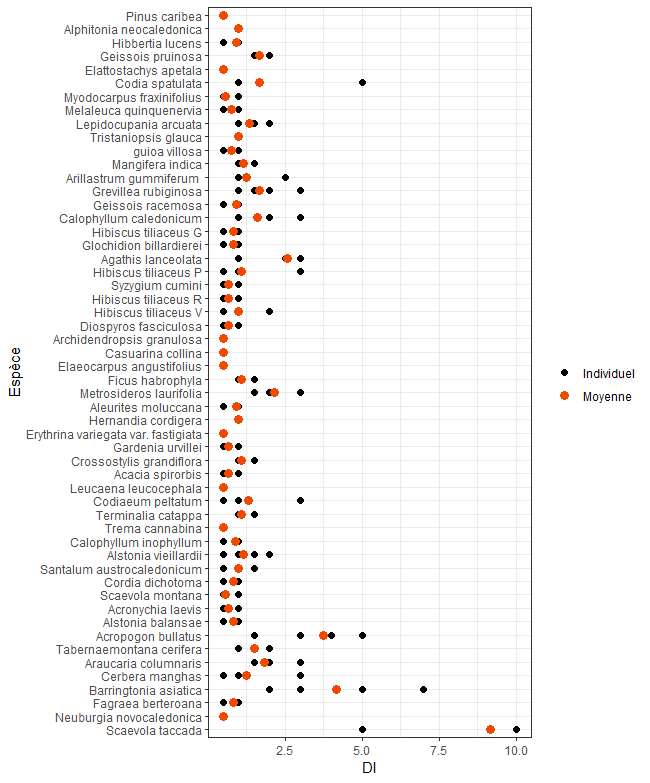 Pinus caribea
Alphitonia neocaledonica
Hibbertia lucens
Geissois pruinosa
Elattostachys apetala
Codia spatulata
Myodocarpus fraxinifolius
Melaleuca quinquenervia
Lepidocupania arcuata
Tristaniopsis glauca
guioa villosa
Mangifera indica
Arillastrum gummiferum
Grevillea rubiginosa
Geissois racemosa
Calophyllum caledonicum
Hibiscus tiliaceus G
Glochidion billardierei
Agathis lanceolata
Hibiscus tiliaceus P
Syzygium cumini
Hibiscus tiliaceus R
Hibiscus tiliaceus V
Diospyros fasciculosa
Archidendropsis granulosa
Casuarina collina
Elaeocarpus angustifolius
Ficus habrophyla
Metrosideros laurifolia
Aleurites moluccana
Hernandia cordigera
Erythrina variegata var. fastigiata
Gardenia urvillei
Crossostylis grandiflora
Acacia spirorbis
Leucaena leucocephala
Codiaeum peltatum
Terminalia catappa
Trema cannabina
Calophyllum inophyllum
Alstonia vieillardii
Santalum austrocaledonicum
Cordia dichotoma
Scaevola montana
Acronychia laevis
Alstonia balansae
Acropogon bullatus
Tabernaemontana cerifera
Araucaria columnaris
Cerbera manghas
Barringtonia asiatica
Fagraea berteroana
Neuburgia novocaledonica
Scaevola taccada
Espèce
2.5 5.0 7.5 10.0
DI
Individuel
Moyenne